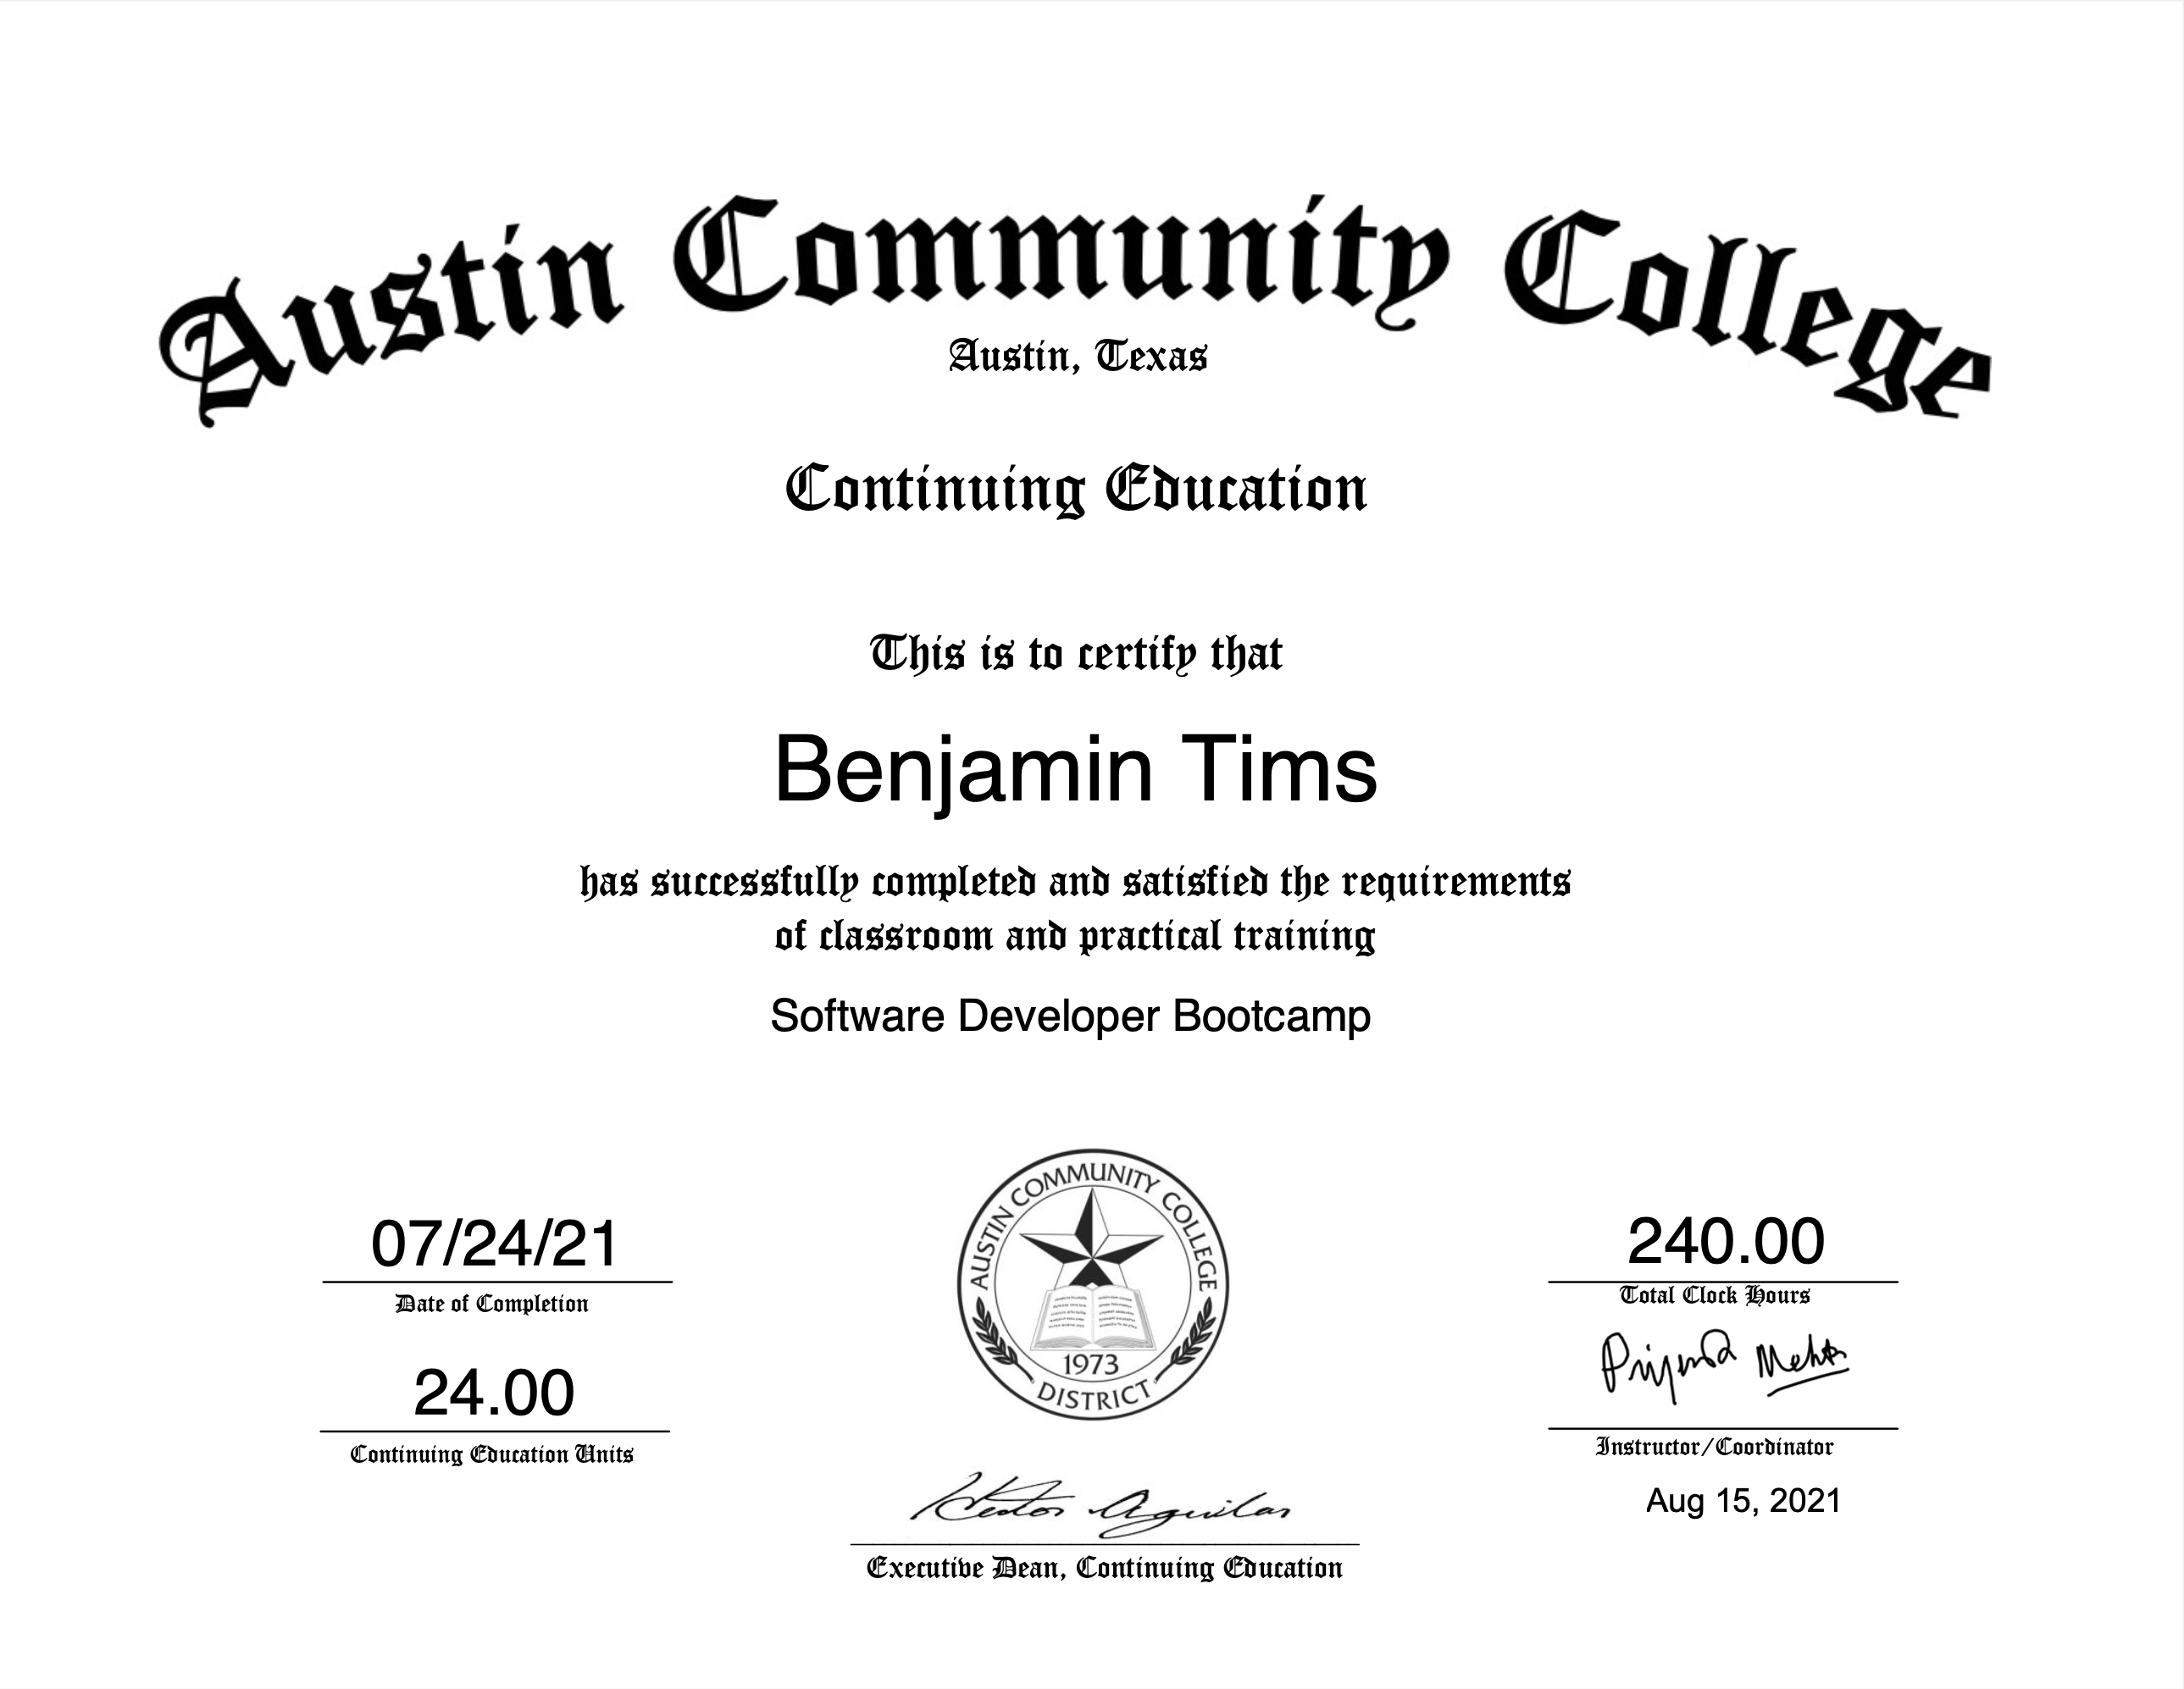 Austin Community College
Austin, Texas
Continuing Education
This is to certify that
Benjamin Tims
has successfully completed and satisfied the requirements
of classroom and practical training
Software Developer Bootcamp
07/24/21
Date of Completion
24.00
Continuing Education Units
AUSTIN COMMUNITY COLLEGE
1973
DISTRICT
Hector Aguilar
Executive Dean, Continuing Education
240.00
Total Clock Hours
Mehta
Instructor/Coordinator
Aug 15, 2021